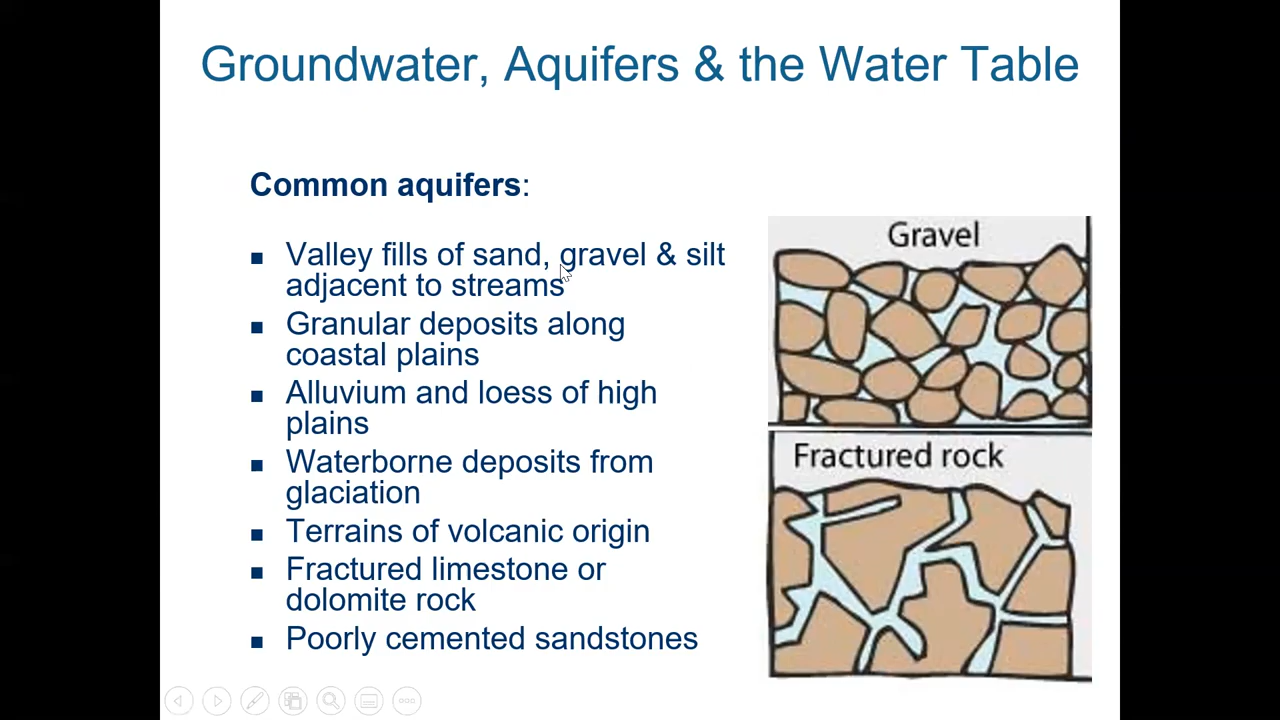 Groundwater, Aquifers & the Water Table
Common aquifers:
Valley fills of sand, gravel & silt
adjacent to streams
Granular deposits along
coastal plains
Alluvium and loess of high
plains
Waterborne deposits from
glaciation
Terrains of volcanic origin
Fractured limestone or
dolomite rock
Poorly cemented sandstones
Gravel
Fractured rock